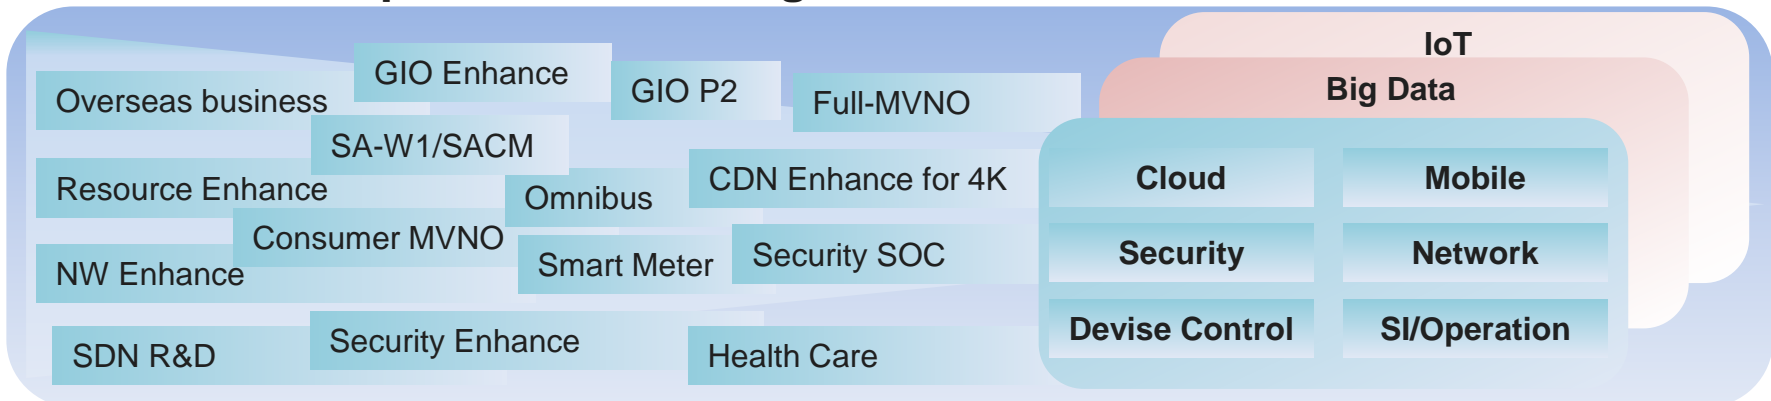 Overseas business
GIO Enhance
GIO P2
Full-MVNO
SA-W1/SACM
Resource Enhance
Omnibus
CDN Enhance for 4K
Consumer MVNO
NW Enhance
Smart Meter
Security SOC
SDN R&D
Security Enhance
Health Care
IoT
Big Data
Cloud
Mobile
Security
Network
Devise Control
SI/Operation